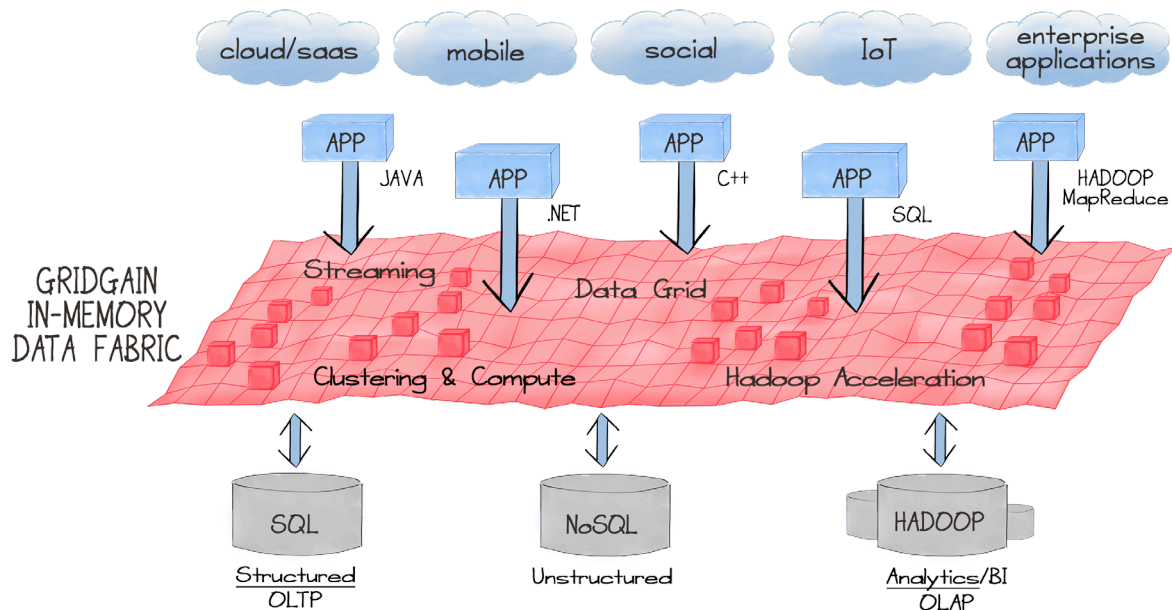 cloud/saas
mobile
social
IoT
enterprise
applications
APP
JAVA
APP
.NET
APP
C++
APP
SQL
APP
HADOOP
MapReduce
GRIDGAIN
IN-MEMORY
DATA FABRIC
Streaming
Data Grid
Clustering & Compute
Hadoop Acceleration
SQL
Structured
OLTP
NoSQL
Unstructured
HADOOP
Analytics/BI
OLAP